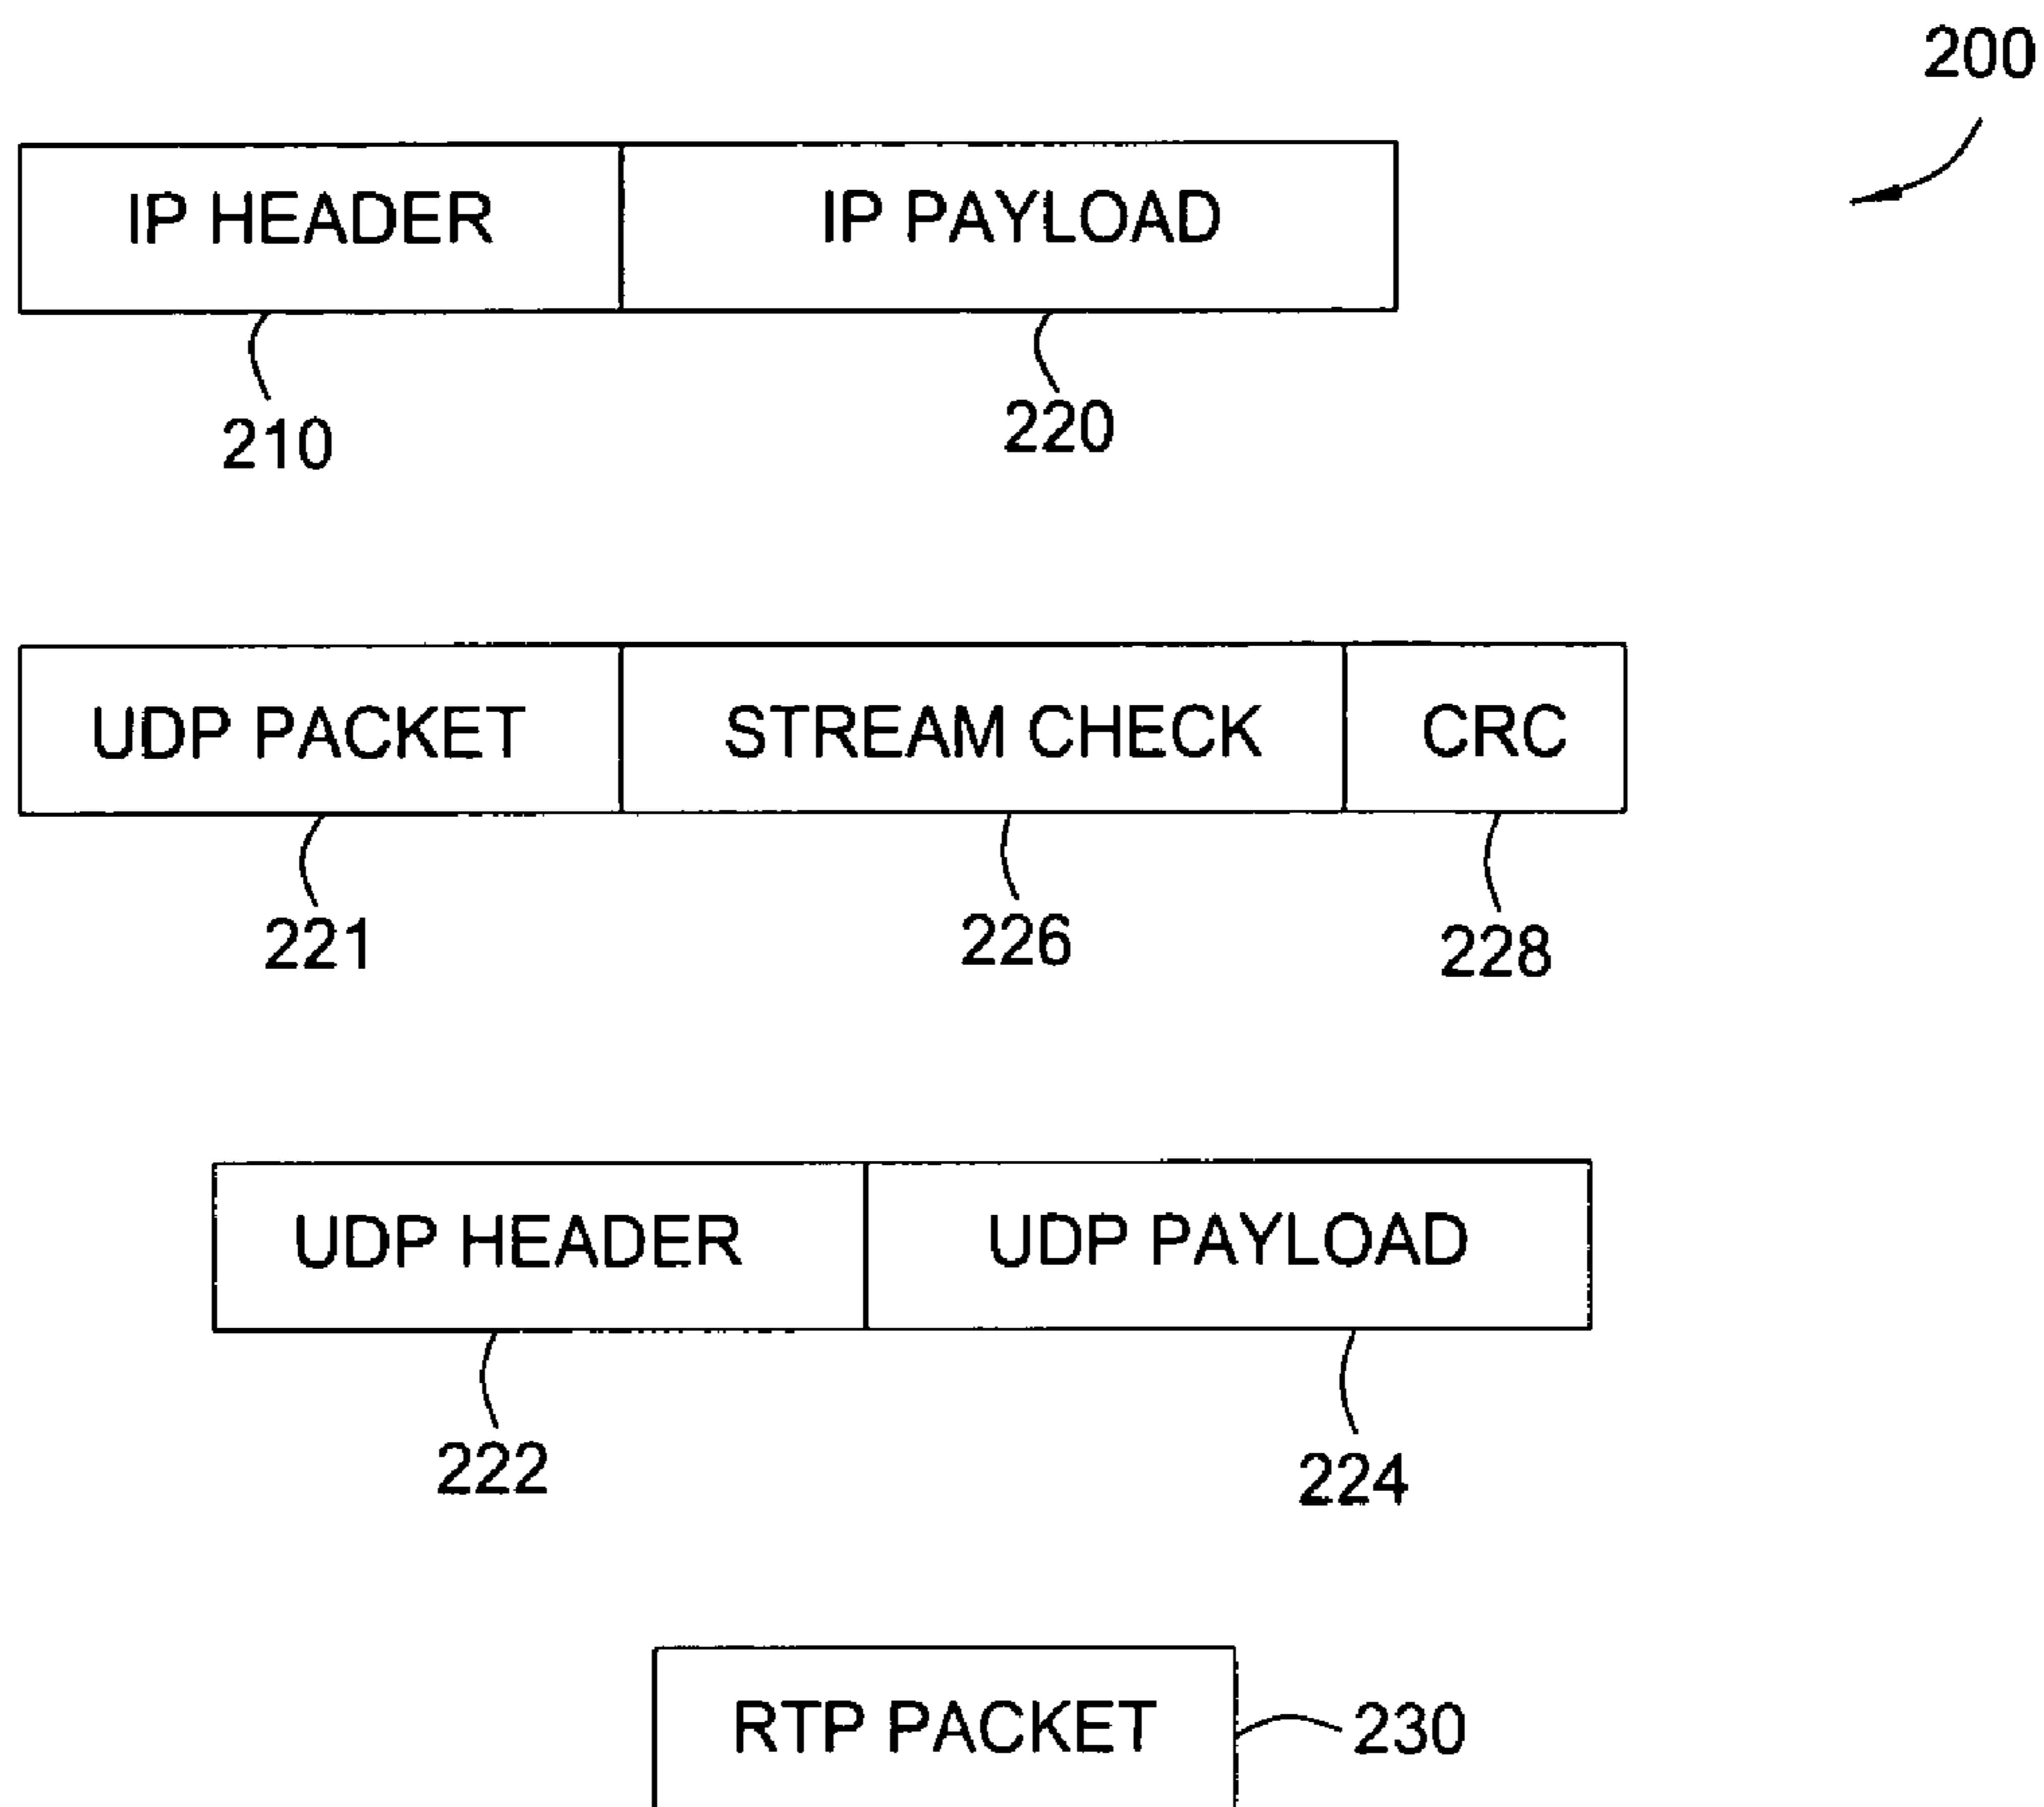 200
IP HEADER IP PAYLOAD
210 220
UDP PACKET STREAM CHECK CRC
221 226 228
UDP HEADER UDP PAYLOAD
222 224
RTP PACKET 230